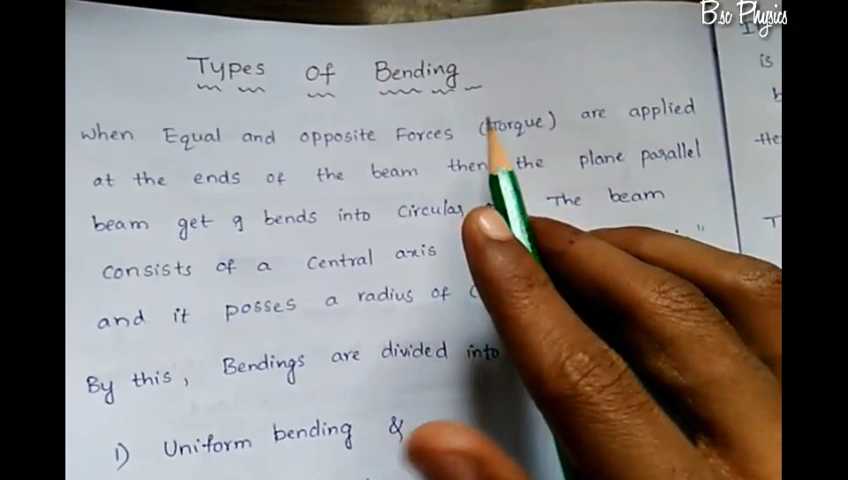 Bsc Physics
Types Of Bending
When Equal and opposite Forces (Torque) are applied
at the ends of the beam then the plane parallel
beam get g bends into Circular The beam
consists of a Central axis
and it posses a radius of
By this, Bendings are divided into
1) Uniform bending &
is